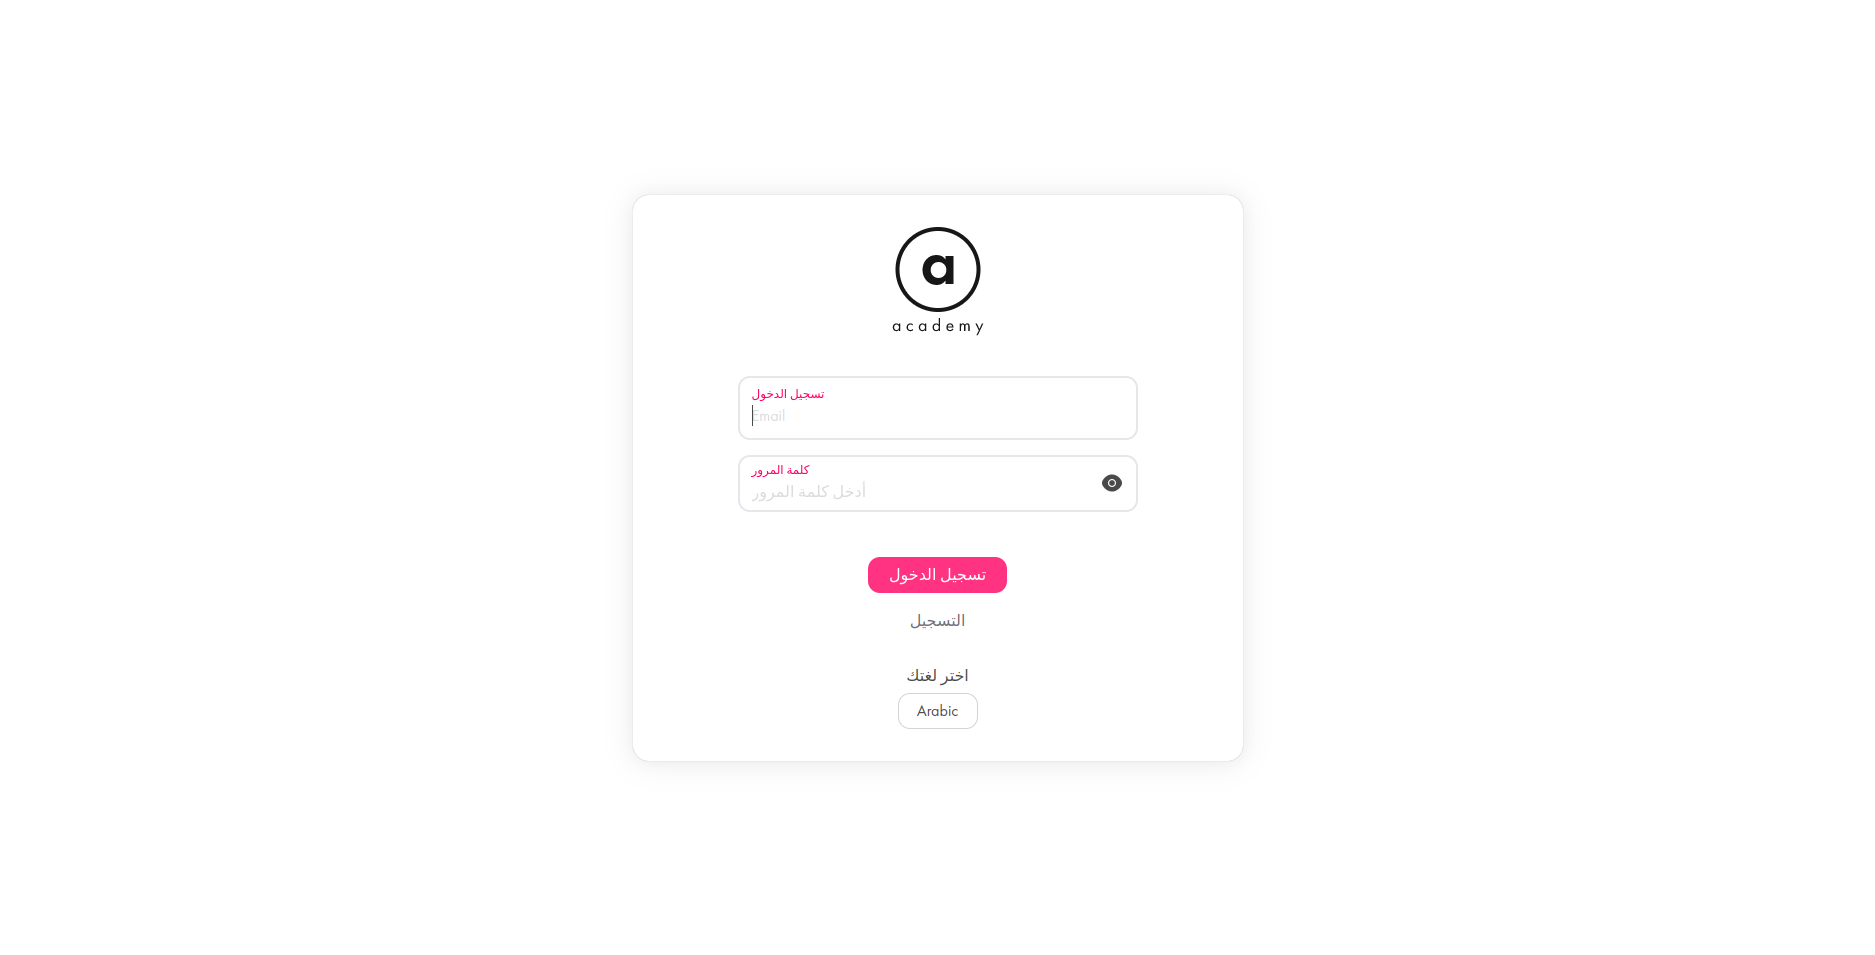 a
academy
تسجيل الدخول
Email
كلمة المرور
أدخل كلمة المرور
تسجيل الدخول
التسجيل
اختر لغتك
Arabic